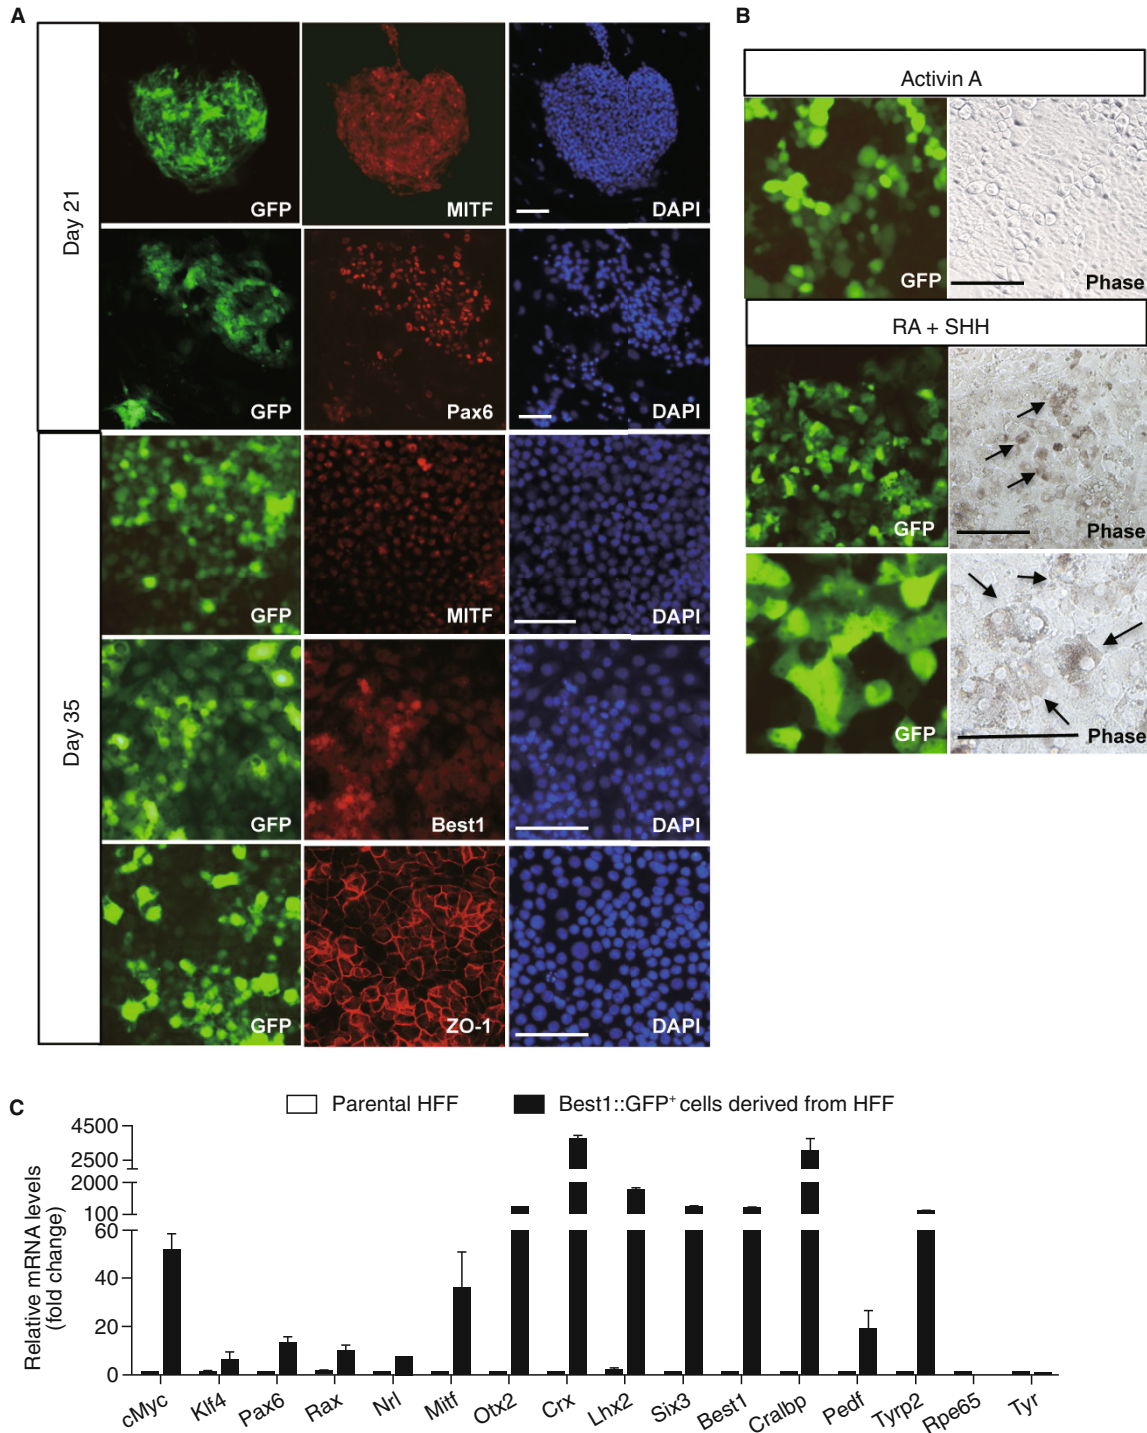 A
Day 21
GFP
MITF
DAPI
GFP
Pax6
DAPI
Day 35
GFP
MITF
DAPI
GFP
Best1
DAPI
GFP
ZO-1
DAPI
B
Activin A
GFP
Phase
RA + SHH
GFP
Phase
GFP
Phase
C
Parental HFF
Best1::GFP+ cells derived from HFF
Relative mRNA levels
(fold change)
4500
2500
2000
100
60
40
20
0
cMyc
Klf4
Pax6
Rax
Nrl
Mitf
Otx2
Crx
Lhx2
Six3
Best1
Cralbp
Pedf
Tyrp2
Rpe65
Tyr